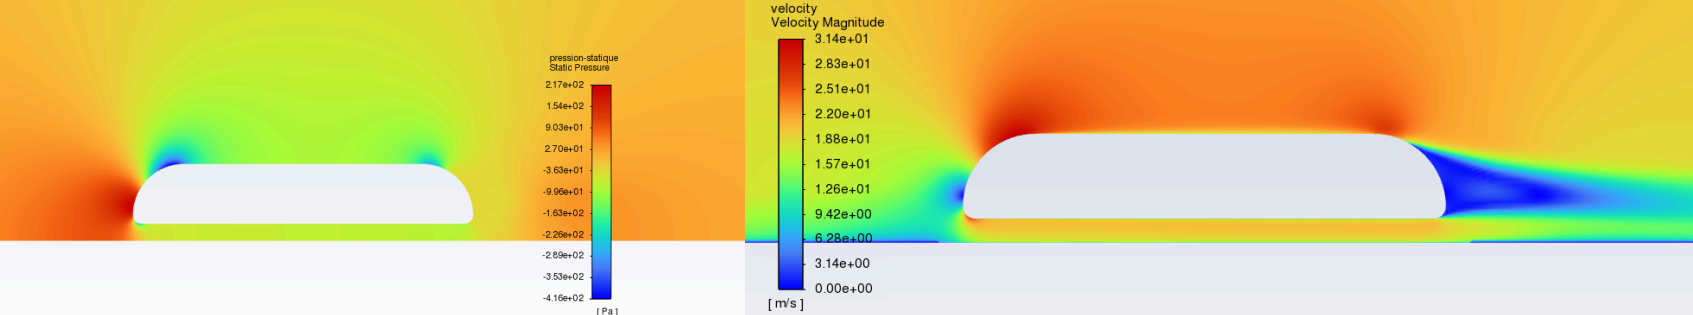 pression-statique
Static Pressure
2.17e+02
1.54e+02
9.03e+01
2.70e+01
-3.63e+01
-9.96e+01
-1.63e+02
-2.26e+02
-2.89e+02
-3.53e+02
-4.16e+02
[ Pa ]
velocity
Velocity Magnitude
3.14e+01
2.83e+01
2.51e+01
2.20e+01
1.88e+01
1.57e+01
1.26e+01
9.42e+00
6.28e+00
3.14e+00
0.00e+00
[ m/s ]